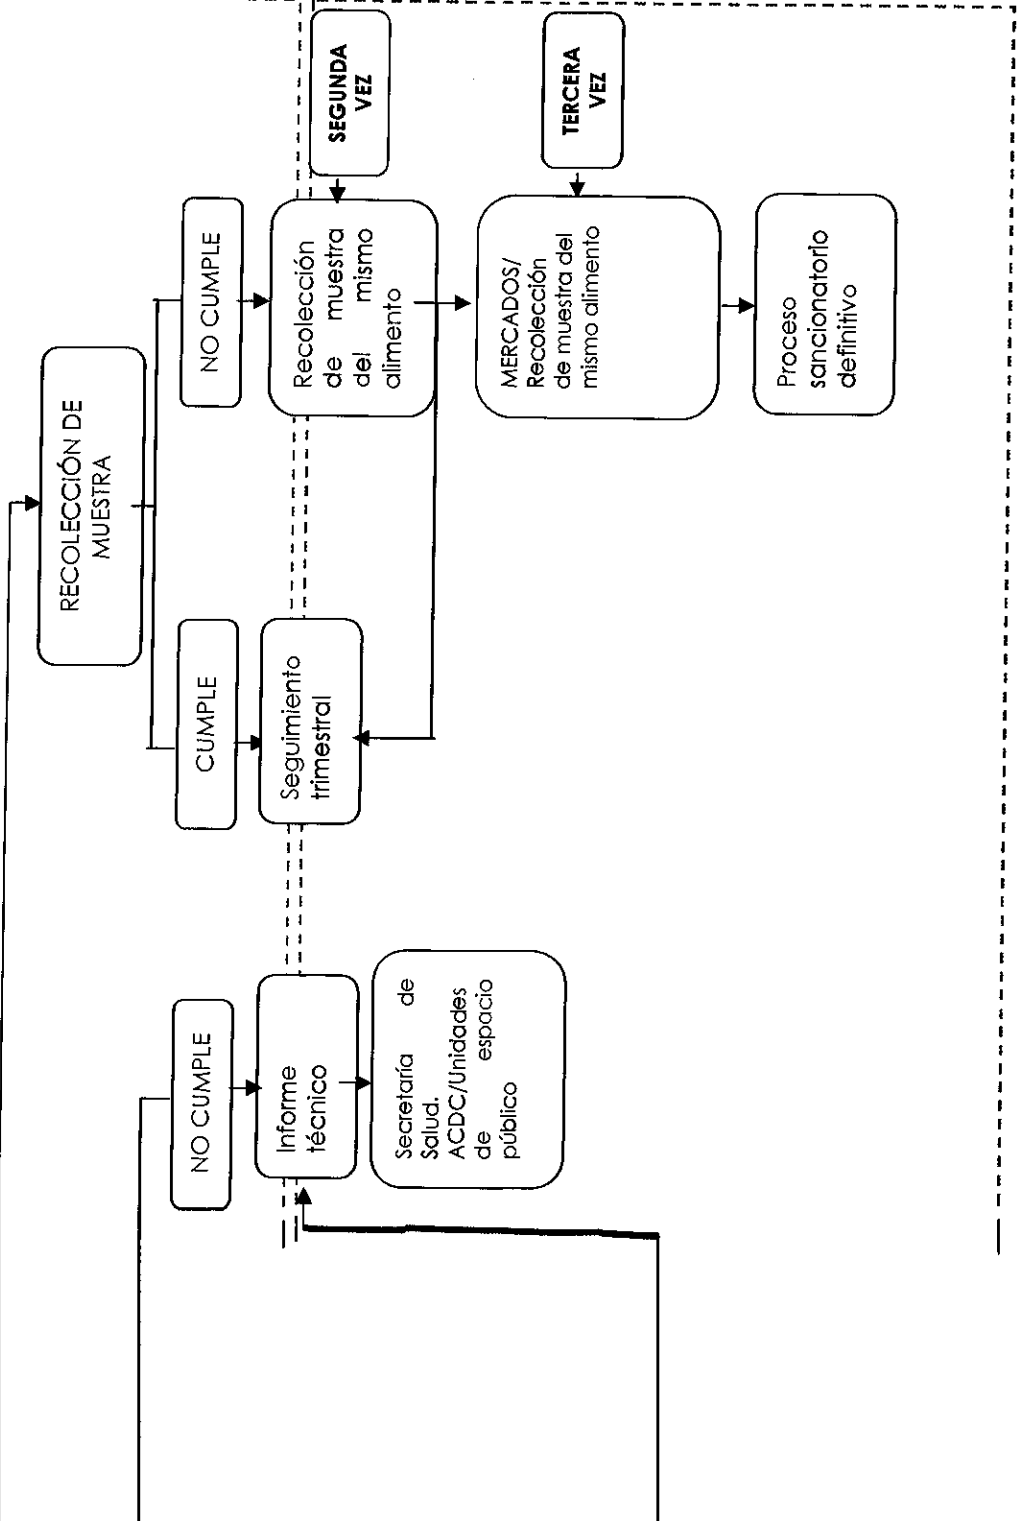 RECOLECCIÓN DE
MUESTRA
NO CUMPLE
CUMPLE
NO CUMPLE
Informe
técnico
Seguimiento
trimestral
Recolección
de muestra
del mismo
alimento
SEGUNDA
VEZ
Secretaría de
Salud.
ACDC/Unidades
de espacio
público
MERCADOS/
Recolección
de muestra del
mismo alimento
TERCERA
VEZ
Proceso
sancionatorio
definitivo